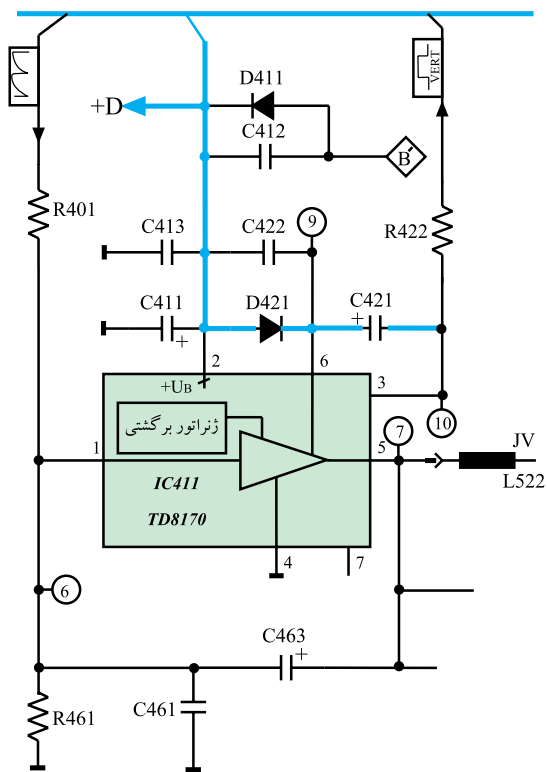 VERT
+D
D411
C412
B'
R401
R422
C413
C422
9
C411
+
D421
C421
+
2
6
3
+UB
10
ژنراتور برگشتی
7
JV
1
5
L522
IC411
TD8170
4
7
6
C463
+
C461
R461